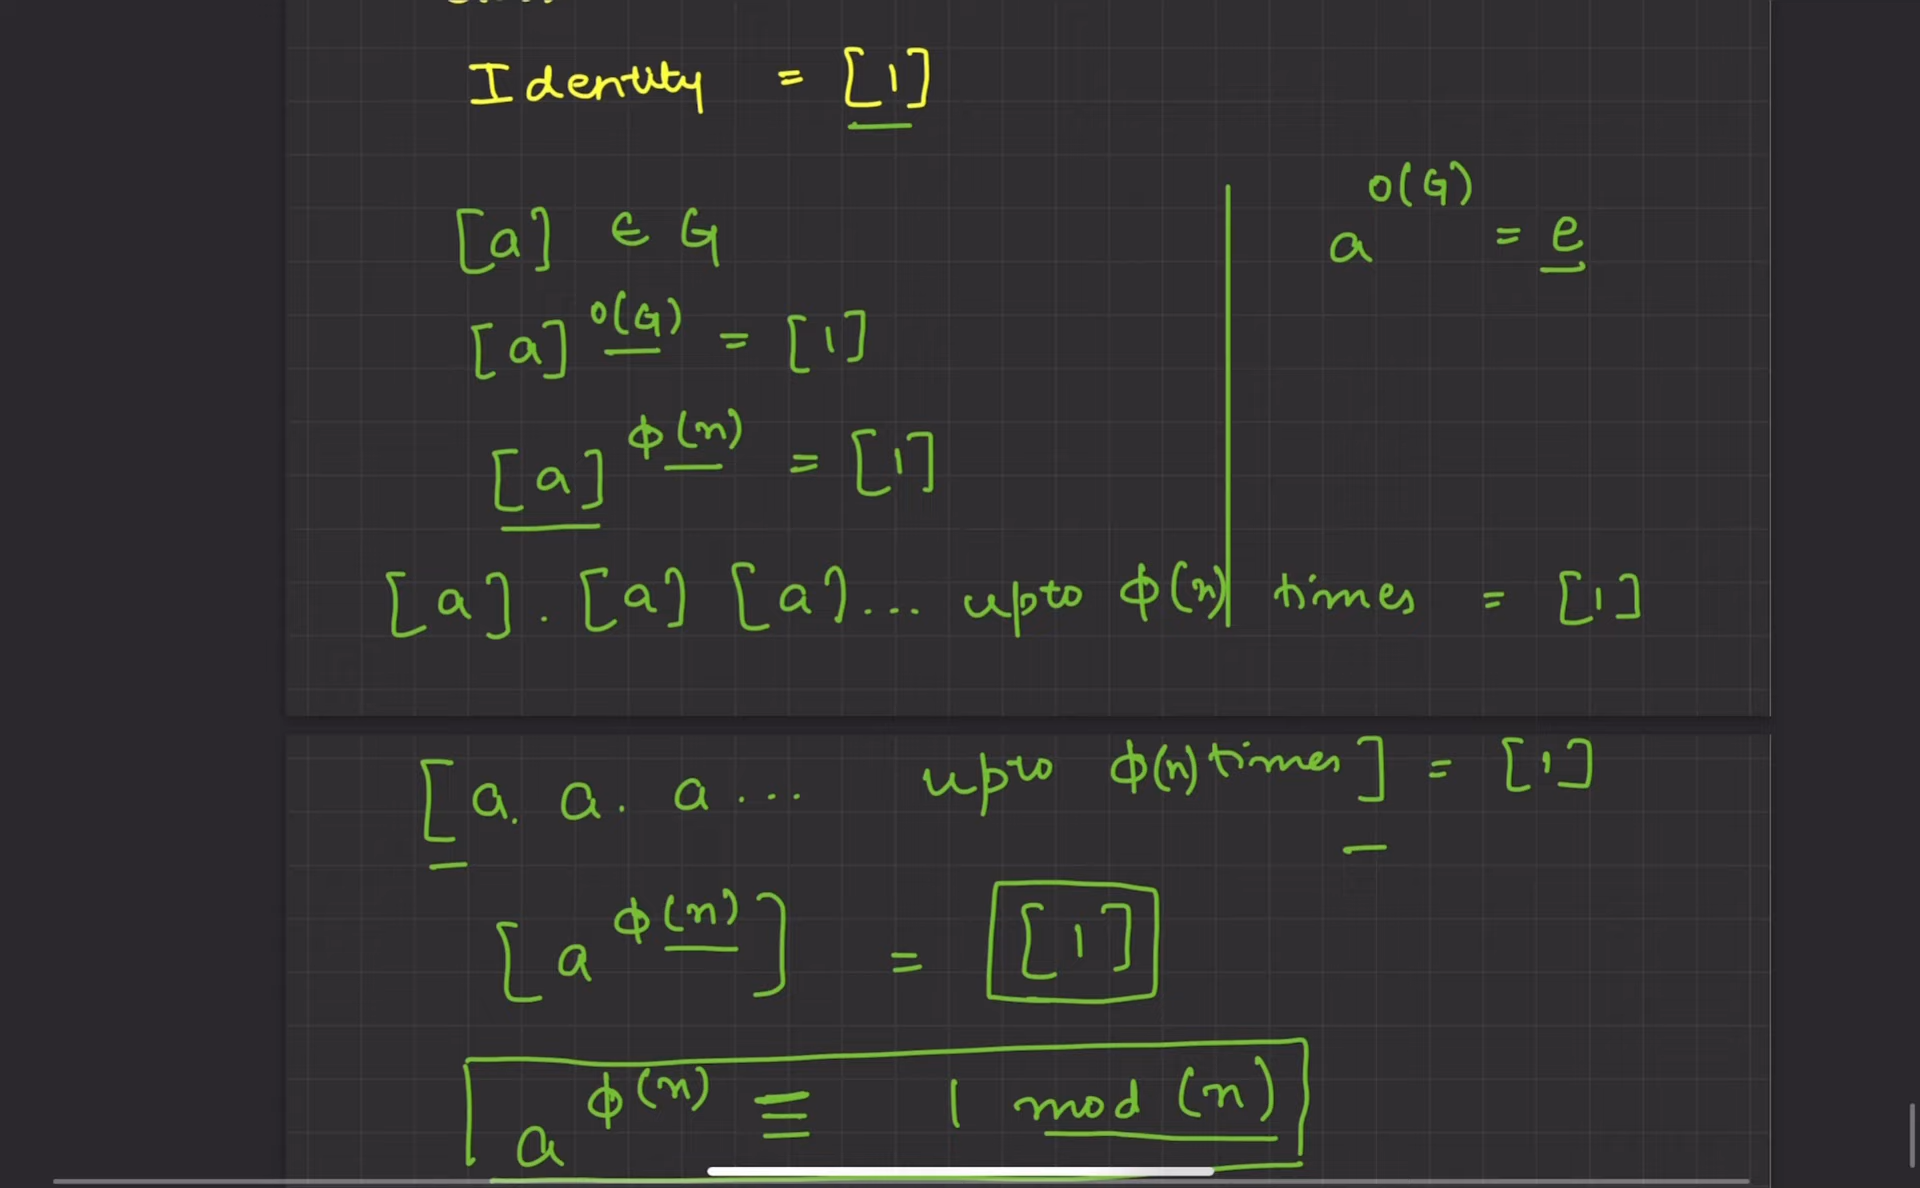 Identity = [1]
[a] ∈ G
a^{o(G)} = e
[a]^{o(G)} = [1]
[a]^{ϕ(n)} = [1]
[a].[a] [a]... upto ϕ(n) times = [1]
[a. a. a ... upto ϕ(n) times] = [1]
[a^{ϕ(n)}] = [1]
a^{ϕ(n)} ≡ 1 mod (n)